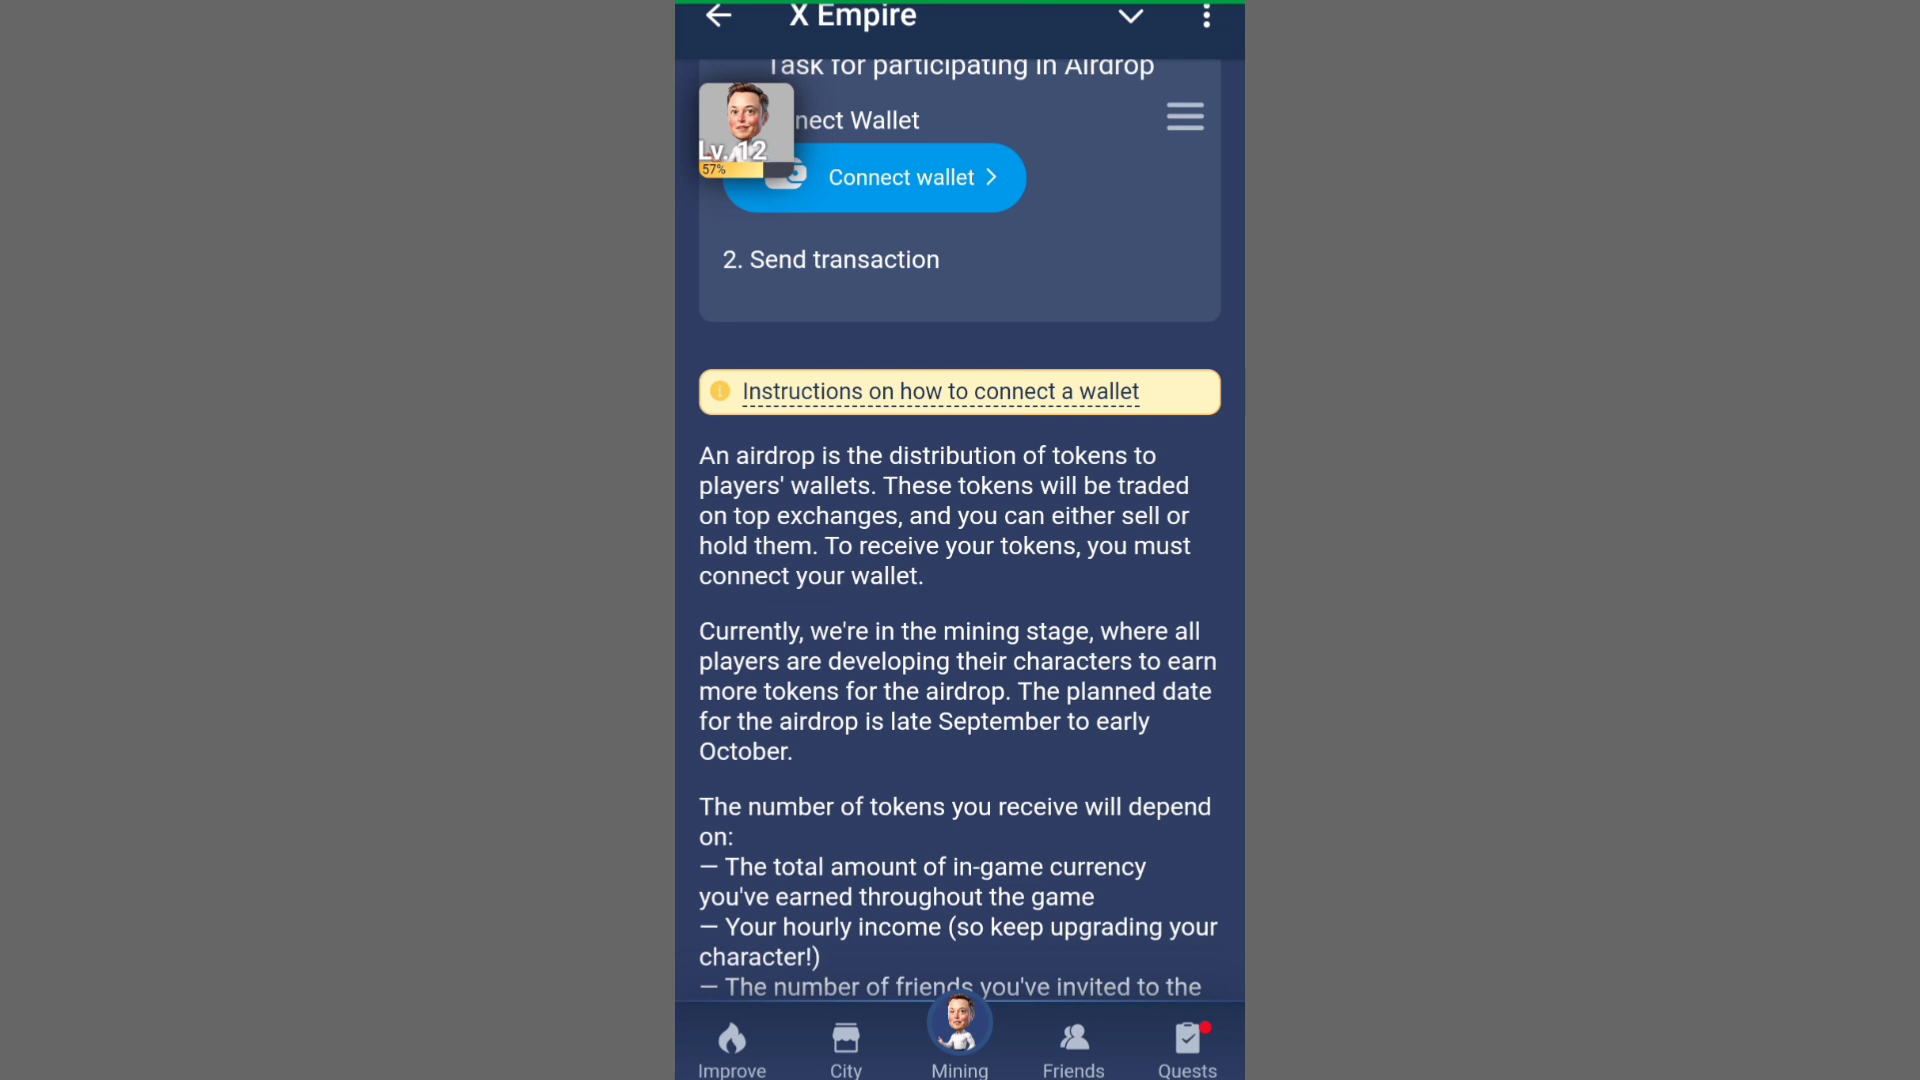 X Empire
Task for participating in Airdrop
nect Wallet
Lv. 12
57%
Connect wallet
2. Send transaction
Instructions on how to connect a wallet
An airdrop is the distribution of tokens to
players' wallets. These tokens will be traded
on top exchanges, and you can either sell or
hold them. To receive your tokens, you must
connect your wallet.
Currently, we're in the mining stage, where all
players are developing their characters to earn
more tokens for the airdrop. The planned date
for the airdrop is late September to early
October.
The number of tokens you receive will depend
on:
— The total amount of in-game currency
you've earned throughout the game
— Your hourly income (so keep upgrading your
character!)
— The number of friends you've invited to the
Improve
City
Mining
Friends
Quests